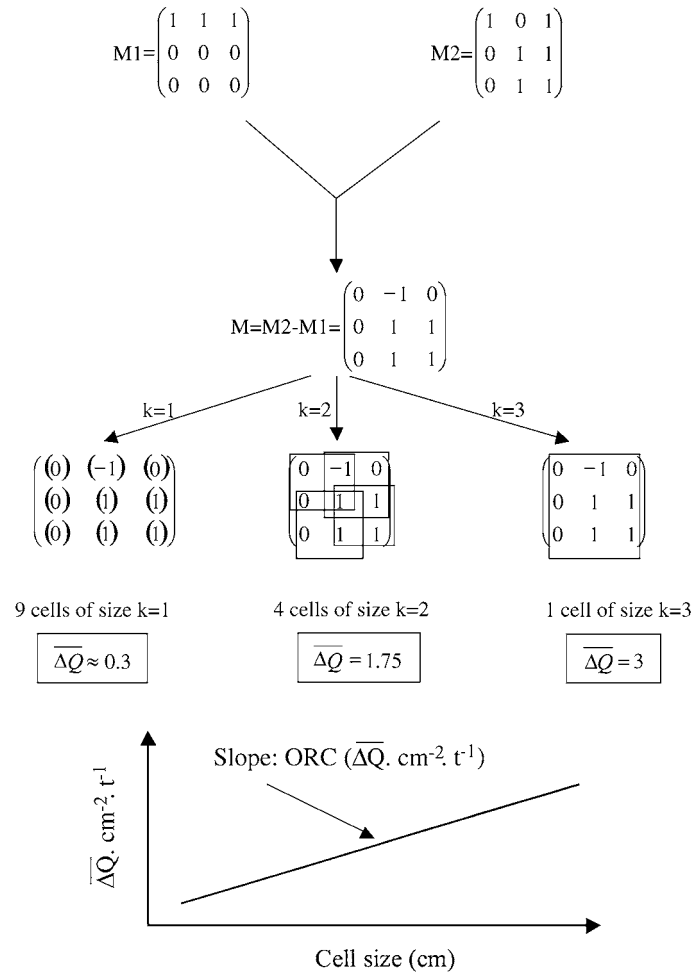 M1= ( 1 1 1
0 0 0
0 0 0 )
M2= ( 1 0 1
0 1 1
0 1 1 )
M=M2-M1= ( 0 −1 0
0 1 1
0 1 1 )
k=1
k=2
k=3
( (0) (−1) (0)
(0) (1) (1)
(0) (1) (1) )
( 0 −1 0
0 1 1
0 1 1 )
( 0 −1 0
0 1 1
0 1 1 )
9 cells of size k=1
4 cells of size k=2
1 cell of size k=3
\overline{ΔQ} ≈ 0.3
\overline{ΔQ} = 1.75
\overline{ΔQ} = 3
Slope: ORC (\overline{ΔQ}. cm⁻². t⁻¹)
\overline{ΔQ}. cm⁻². t⁻¹
Cell size (cm)